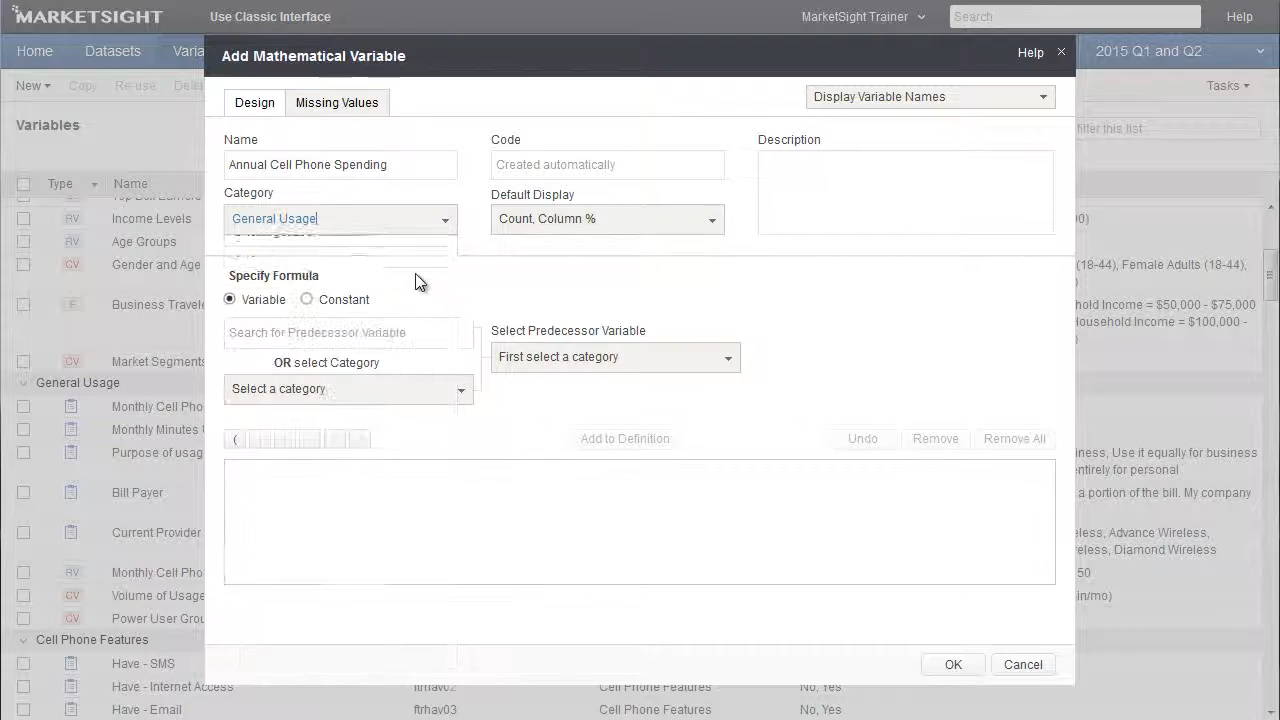 MARKETSIGHT Use Classic Interface MarketSight Trainer Search Help
Home Datasets 2015 Q1 and Q2
Add Mathematical Variable Help ×
New Copy Re-use Tasks
Design Missing Values Display Variable Names
Variables filter this list
Name Code Description
Annual Cell Phone Spending Created automatically
Type Name
Category Default Display
General Usage Count, Column %
Income Levels
RV Age Groups
CV Gender and Age (18-44), Female Adults (18-44),
Specify Formula
Variable Constant
Business Travele
Household Income = $50,000 - $75,000
Household Income = $100,000 -
Search for Predecessor Variable Select Predecessor Variable
First select a category
CV Market Segments OR select Category
General Usage Select a category
Monthly Cell Pho
Monthly Minutes
( Add to Definition Undo Remove Remove All
Purpose of usag iness, Use it equally for business
entirely for personal
Bill Payer a portion of the bill. My company
Current Provider eless, Advance Wireless,
Diamond Wireless
RV Monthly Cell Pho 50
CV Volume of Usage in/mo)
CV Power User Grou
Cell Phone Features
OK Cancel
Have - SMS
Have - Internet Access ftrhav02 Cell Phone Features No, Yes
Have - Email ftrhav03 Cell Phone Features No, Yes